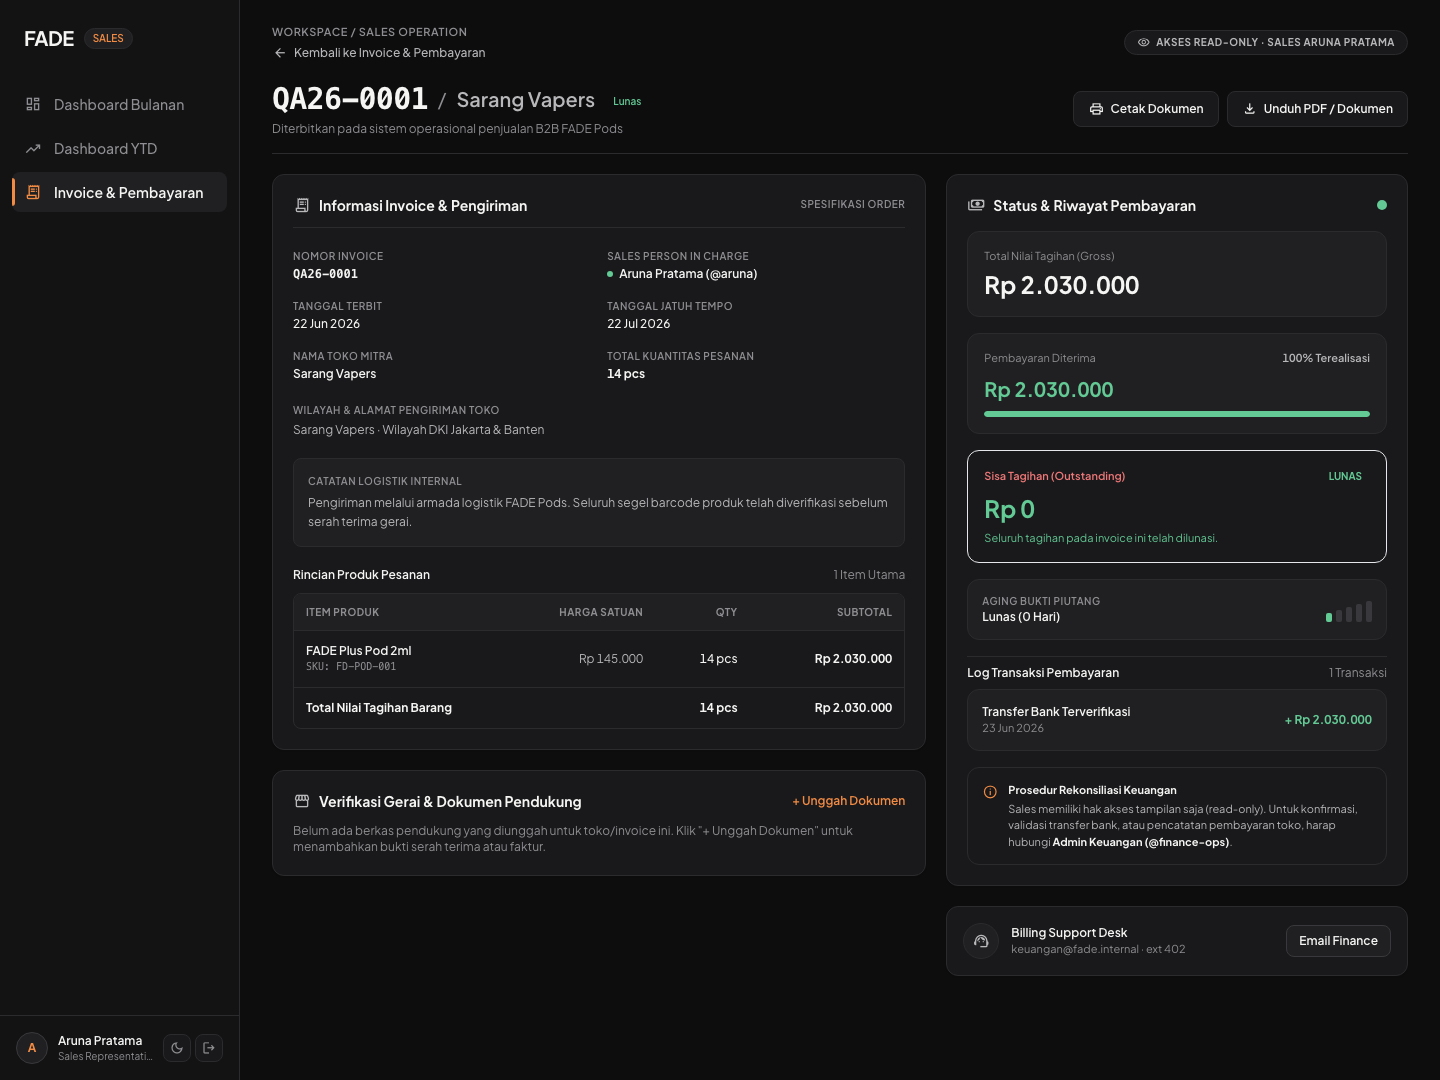 FADE SALES
Dashboard Bulanan
Dashboard YTD
Invoice & Pembayaran
Aruna Pratama
Sales Representati...
A
WORKSPACE / SALES OPERATION
← Kembali ke Invoice & Pembayaran
AKSES READ-ONLY · SALES ARUNA PRATAMA
QA26-0001 / Sarang Vapers Lunas
Diterbitkan pada sistem operasional penjualan B2B FADE Pods
Cetak Dokumen
Unduh PDF / Dokumen
Informasi Invoice & Pengiriman
SPESIFIKASI ORDER
NOMOR INVOICE
QA26-0001
SALES PERSON IN CHARGE
Aruna Pratama (@aruna)
TANGGAL TERBIT
22 Jun 2026
TANGGAL JATUH TEMPO
22 Jul 2026
NAMA TOKO MITRA
Sarang Vapers
TOTAL KUANTITAS PESANAN
14 pcs
WILAYAH & ALAMAT PENGIRIMAN TOKO
Sarang Vapers · Wilayah DKI Jakarta & Banten
CATATAN LOGISTIK INTERNAL
Pengiriman melalui armada logistik FADE Pods. Seluruh segel barcode produk telah diverifikasi sebelum
serah terima gerai.
Rincian Produk Pesanan
1 Item Utama
ITEM PRODUK HARGA SATUAN QTY SUBTOTAL
FADE Plus Pod 2ml Rp 145.000 14 pcs Rp 2.030.000
SKU: FD-POD-001
Total Nilai Tagihan Barang 14 pcs Rp 2.030.000
Verifikasi Gerai & Dokumen Pendukung
+ Unggah Dokumen
Belum ada berkas pendukung yang diunggah untuk toko/invoice ini. Klik "+ Unggah Dokumen" untuk
menambahkan bukti serah terima atau faktur.
Status & Riwayat Pembayaran
Total Nilai Tagihan (Gross)
Rp 2.030.000
Pembayaran Diterima
100% Terealisasi
Rp 2.030.000
Sisa Tagihan (Outstanding)
LUNAS
Rp 0
Seluruh tagihan pada invoice ini telah dilunasi.
AGING BUKTI PIUTANG
Lunas (0 Hari)
Log Transaksi Pembayaran
1 Transaksi
Transfer Bank Terverifikasi
23 Jun 2026
+ Rp 2.030.000
Prosedur Rekonsiliasi Keuangan
Sales memiliki hak akses tampilan saja (read-only). Untuk konfirmasi,
validasi transfer bank, atau pencatatan pembayaran toko, harap
hubungi Admin Keuangan (@finance-ops).
Billing Support Desk
keuangan@fade.internal · ext 402
Email Finance